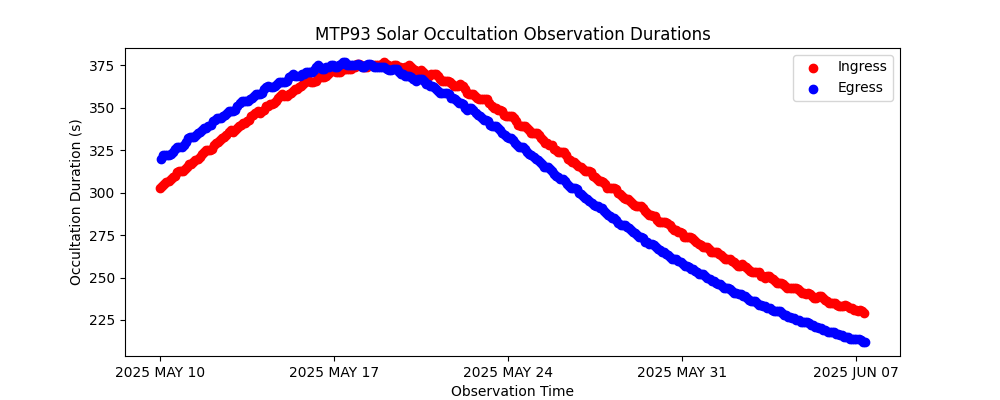 MTP93 Solar Occultation Observation Durations
Ingress
Egress
Occultation Duration (s)
375
350
325
300
275
250
225
2025 MAY 10
2025 MAY 17
2025 MAY 24
2025 MAY 31
2025 JUN 07
Observation Time